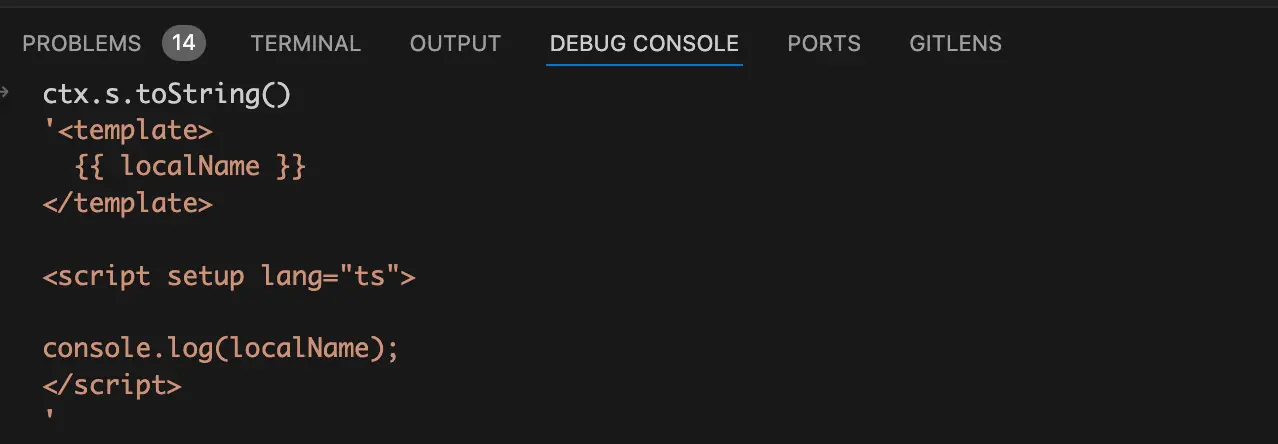 PROBLEMS 14 TERMINAL OUTPUT DEBUG CONSOLE PORTS GITLENS
ctx.s.toString()
'<template>
  {{ localName }}
</template>

<script setup lang="ts">

console.log(localName);
</script>
'